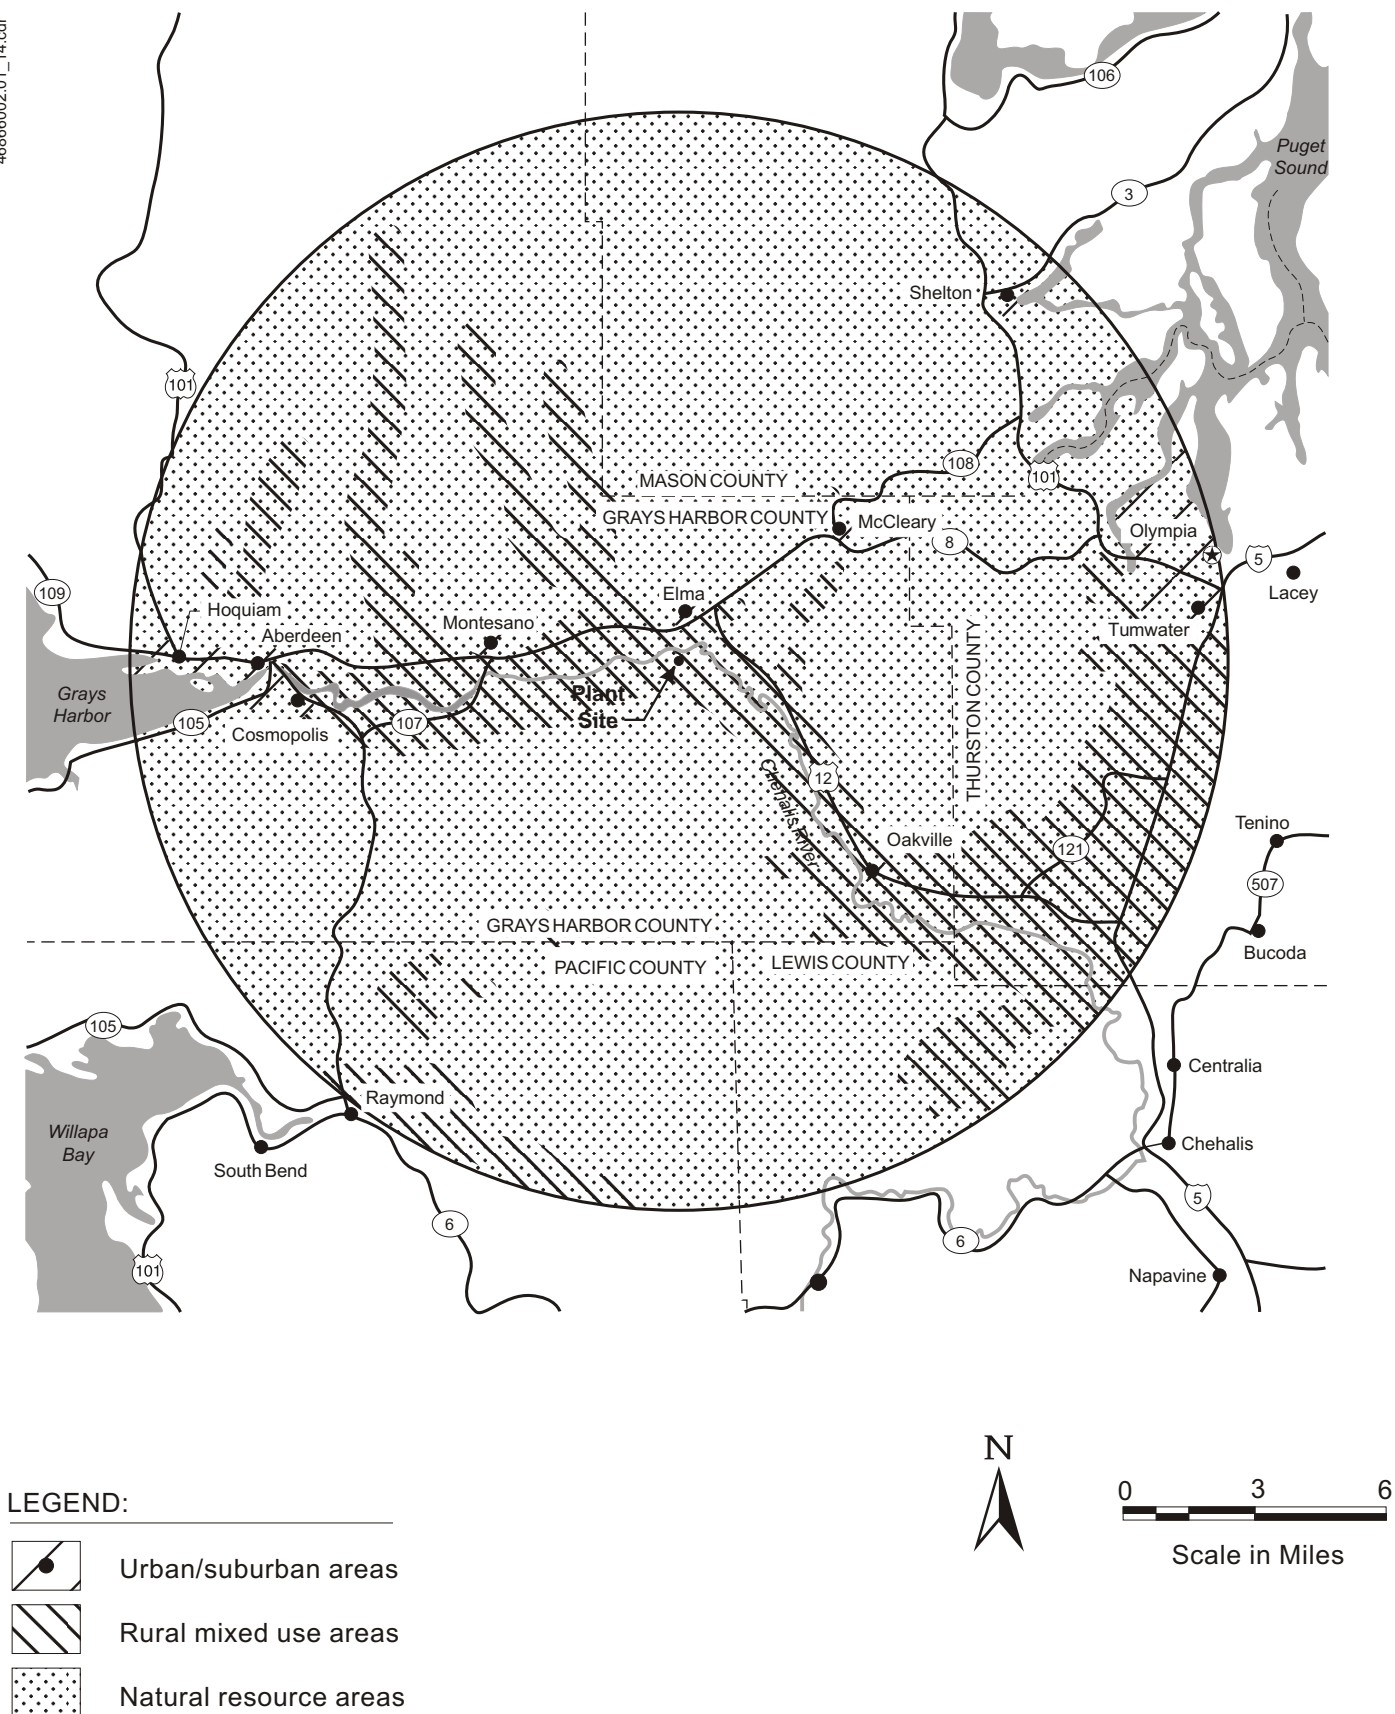 106
Puget
Sound
3
Shelton
101
MASON COUNTY
108
101
GRAYS HARBOR COUNTY
McCleary
8
Olympia
5
Lacey
109
Hoquiam
Aberdeen
Elma
Montesano
Tumwater
THURSTON COUNTY
Grays
Harbor
Plant
Site
105
107
Cosmopolis
12
Chehalis River
Oakville
121
Tenino
507
GRAYS HARBOR COUNTY
PACIFIC COUNTY
LEWIS COUNTY
Bucoda
105
Centralia
Raymond
Willapa
Bay
South Bend
Chehalis
5
6
6
101
Napavine
N
0 3 6
Scale in Miles
LEGEND:
Urban/suburban areas
Rural mixed use areas
Natural resource areas